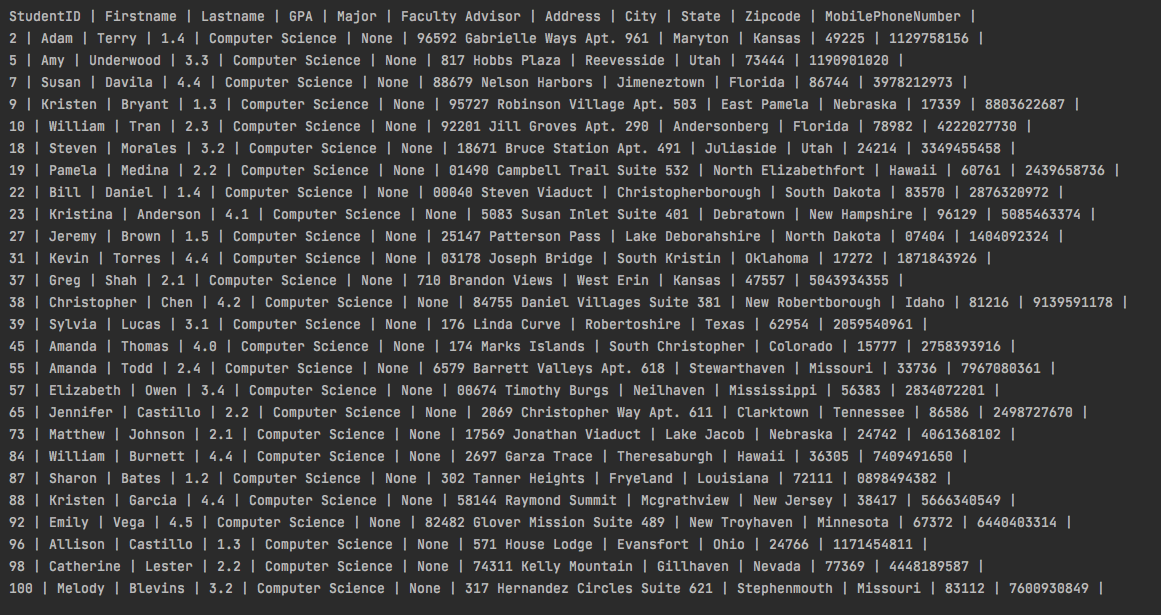 StudentID | Firstname | Lastname | GPA | Major | Faculty Advisor | Address | City | State | Zipcode | MobilePhoneNumber |
2 | Adam | Terry | 1.4 | Computer Science | None | 96592 Gabrielle Ways Apt. 961 | Maryton | Kansas | 49225 | 1129758156 |
5 | Amy | Underwood | 3.3 | Computer Science | None | 817 Hobbs Plaza | Reevesside | Utah | 73444 | 1190901020 |
7 | Susan | Davila | 4.4 | Computer Science | None | 88679 Nelson Harbors | Jimeneztown | Florida | 86744 | 3978212973 |
9 | Kristen | Bryant | 1.3 | Computer Science | None | 95727 Robinson Village Apt. 503 | East Pamela | Nebraska | 17339 | 8803622687 |
10 | William | Tran | 2.3 | Computer Science | None | 92201 Jill Groves Apt. 290 | Andersonberg | Florida | 78982 | 4222027730 |
18 | Steven | Morales | 3.2 | Computer Science | None | 18671 Bruce Station Apt. 491 | Juliaside | Utah | 24214 | 3349455458 |
19 | Pamela | Medina | 2.2 | Computer Science | None | 01490 Campbell Trail Suite 532 | North Elizabethfort | Hawaii | 60761 | 2439658736 |
22 | Bill | Daniel | 1.4 | Computer Science | None | 00040 Steven Viaduct | Christopherborough | South Dakota | 83570 | 2876320972 |
23 | Kristina | Anderson | 4.1 | Computer Science | None | 5083 Susan Inlet Suite 401 | Debratown | New Hampshire | 96129 | 5085463374 |
27 | Jeremy | Brown | 1.5 | Computer Science | None | 25147 Patterson Pass | Lake Deborahshire | North Dakota | 07404 | 1404092324 |
31 | Kevin | Torres | 4.4 | Computer Science | None | 03178 Joseph Bridge | South Kristin | Oklahoma | 17272 | 1871843926 |
37 | Greg | Shah | 2.1 | Computer Science | None | 710 Brandon Views | West Erin | Kansas | 47557 | 5043934355 |
38 | Christopher | Chen | 4.2 | Computer Science | None | 84755 Daniel Villages Suite 381 | New Robertborough | Idaho | 81216 | 9139591178 |
39 | Sylvia | Lucas | 3.1 | Computer Science | None | 176 Linda Curve | Robertoshire | Texas | 62954 | 2059540961 |
45 | Amanda | Thomas | 4.0 | Computer Science | None | 174 Marks Islands | South Christopher | Colorado | 15777 | 2758393916 |
55 | Amanda | Todd | 2.4 | Computer Science | None | 6579 Barrett Valleys Apt. 618 | Stewarthaven | Missouri | 33736 | 7967080361 |
57 | Elizabeth | Owen | 3.4 | Computer Science | None | 00674 Timothy Burgs | Neilhaven | Mississippi | 56383 | 2834072201 |
65 | Jennifer | Castillo | 2.2 | Computer Science | None | 2069 Christopher Way Apt. 611 | Clarktown | Tennessee | 86586 | 2498727670 |
73 | Matthew | Johnson | 2.1 | Computer Science | None | 17569 Jonathan Viaduct | Lake Jacob | Nebraska | 24742 | 4061368102 |
84 | William | Burnett | 4.4 | Computer Science | None | 2697 Garza Trace | Theresaburgh | Hawaii | 36305 | 7409491650 |
87 | Sharon | Bates | 1.2 | Computer Science | None | 302 Tanner Heights | Fryeland | Louisiana | 72111 | 0898494382 |
88 | Kristen | Garcia | 4.4 | Computer Science | None | 58144 Raymond Summit | Mcgrathview | New Jersey | 38417 | 5666340549 |
92 | Emily | Vega | 4.5 | Computer Science | None | 82482 Glover Mission Suite 489 | New Troyhaven | Minnesota | 67372 | 6440403314 |
96 | Allison | Castillo | 1.3 | Computer Science | None | 571 House Lodge | Evansfort | Ohio | 24766 | 1171454811 |
98 | Catherine | Lester | 2.2 | Computer Science | None | 74311 Kelly Mountain | Gillhaven | Nevada | 77369 | 4448189587 |
100 | Melody | Blevins | 3.2 | Computer Science | None | 317 Hernandez Circles Suite 621 | Stephenmouth | Missouri | 83112 | 7600930849 |